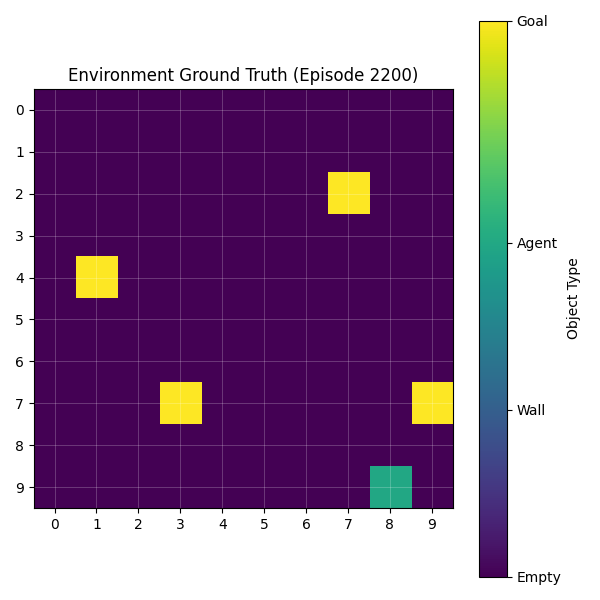 Environment Ground Truth (Episode 2200)
0
1
2
3
4
5
6
7
8
9
0 1 2 3 4 5 6 7 8 9
Goal
Agent
Wall
Empty
Object Type